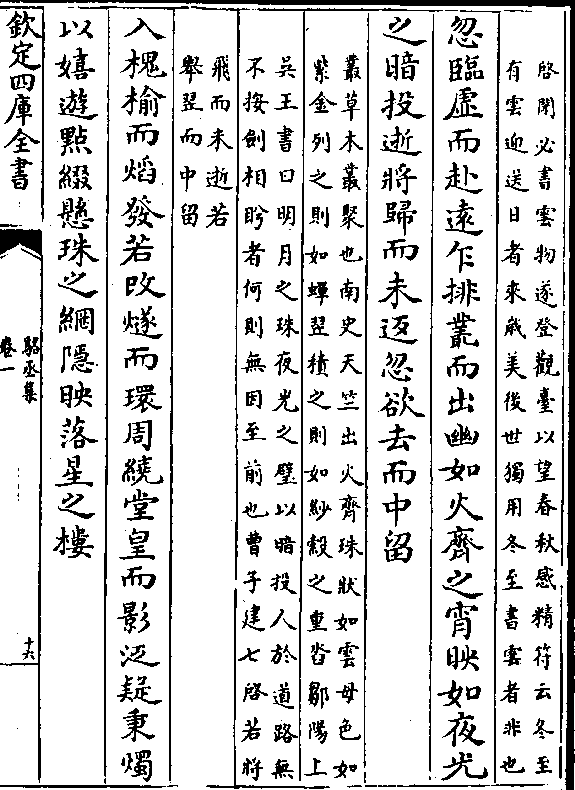 啓閉必書雲物遂登觀臺以望春秋感精符云冬至
有雲迎送日者來歲美後世獨用冬至書雲者非也
忽臨虛而赴遠乍排叢而出幽如火齊之宵映如夜光
之暗投逝將歸而未返忽欲去而中留
叢草木叢聚也南史天竺出火齊珠狀如雲母色如
紫金列之則如蟬翌積之則如紗縠之重沓鄒陽上
吳王書曰明月之珠夜光之璧以暗投人於道路無
不按劍相眄者何則無因至前也曹子建七啓若將
飛而未逝若
舉翌而中留
入槐榆而熖發若改燧而環周繞堂皇而影泛疑秉燭
以嬉遊㸃綴懸珠之網隱映落星之樓
欽定四庫全書
駱丞集
卷一
十六